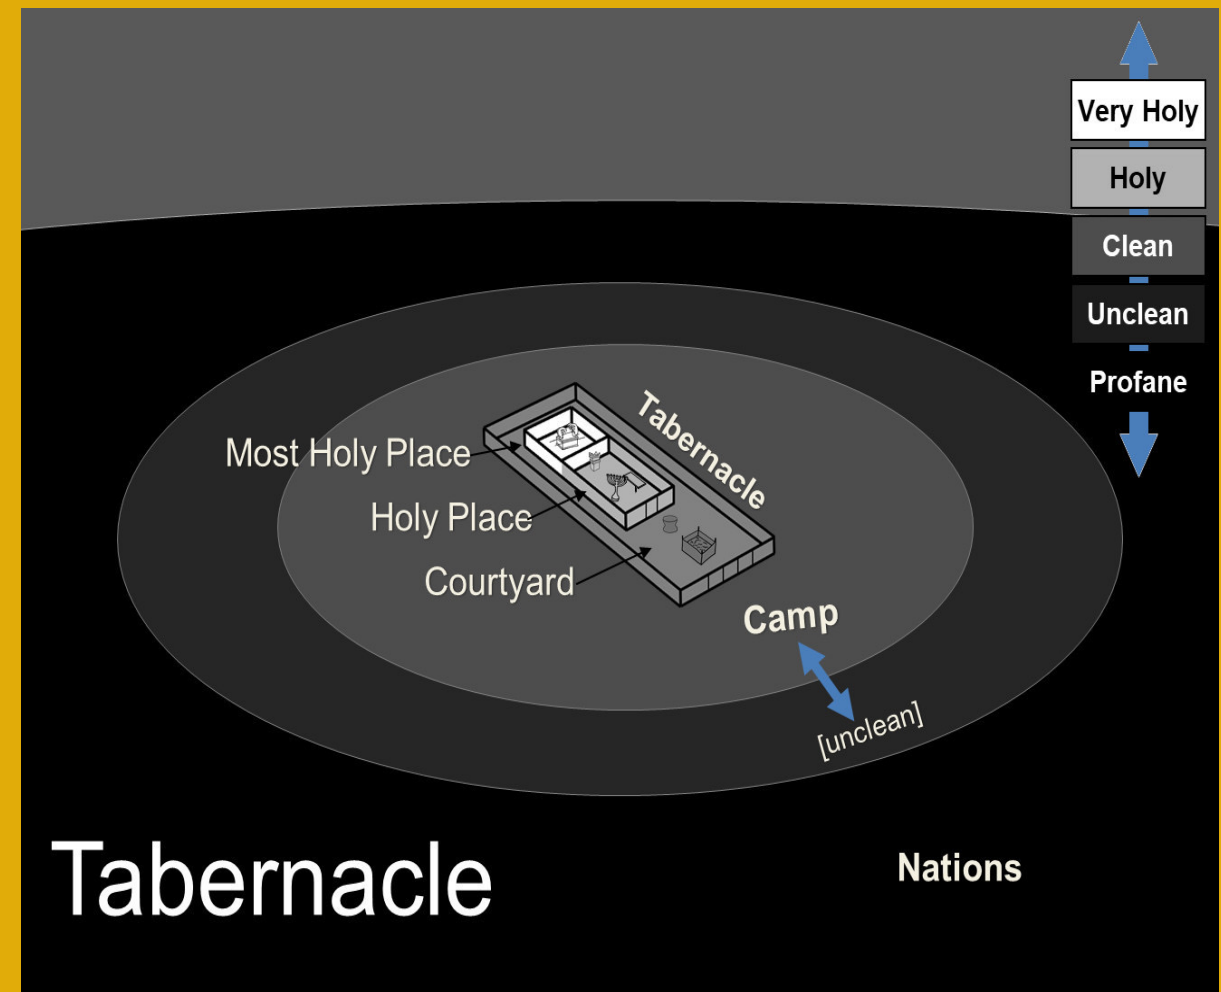 Very Holy
Holy
Clean
Unclean
Profane
Tabernacle
Most Holy Place
Holy Place
Courtyard
Camp
[unclean]
Tabernacle
Nations